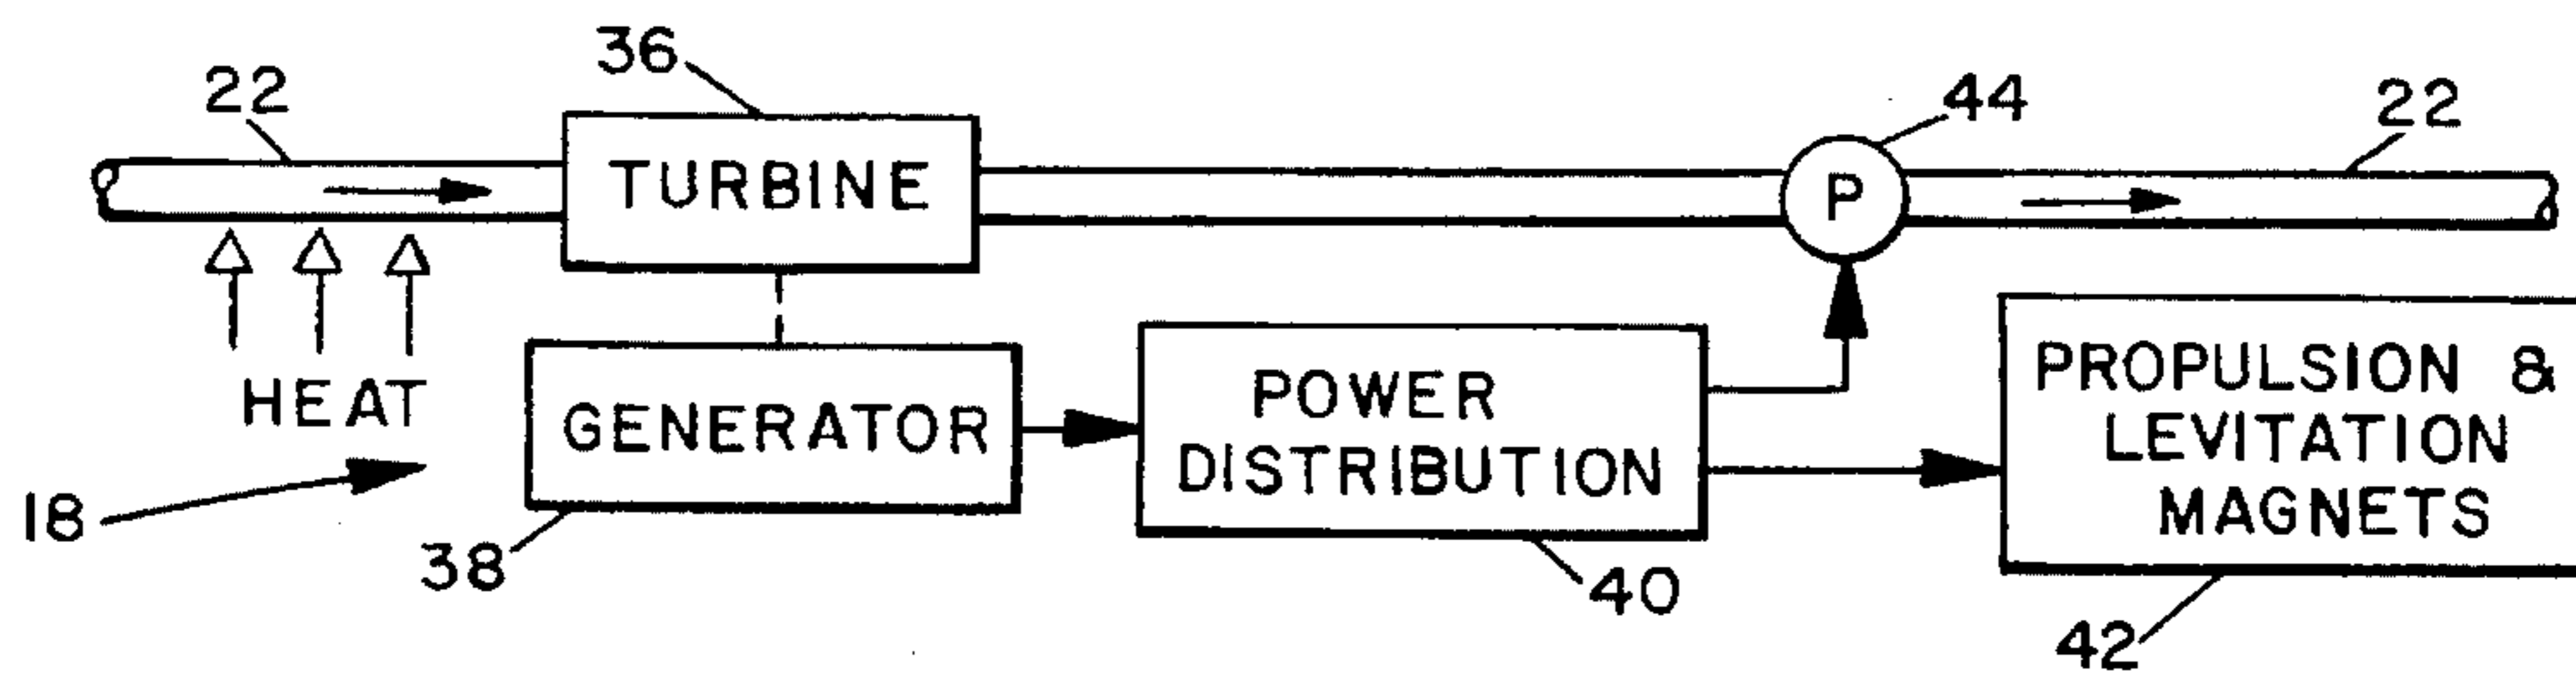 36
22
44
22
TURBINE
P
HEAT
GENERATOR
POWER
DISTRIBUTION
PROPULSION &
LEVITATION
MAGNETS
18
38
40
42